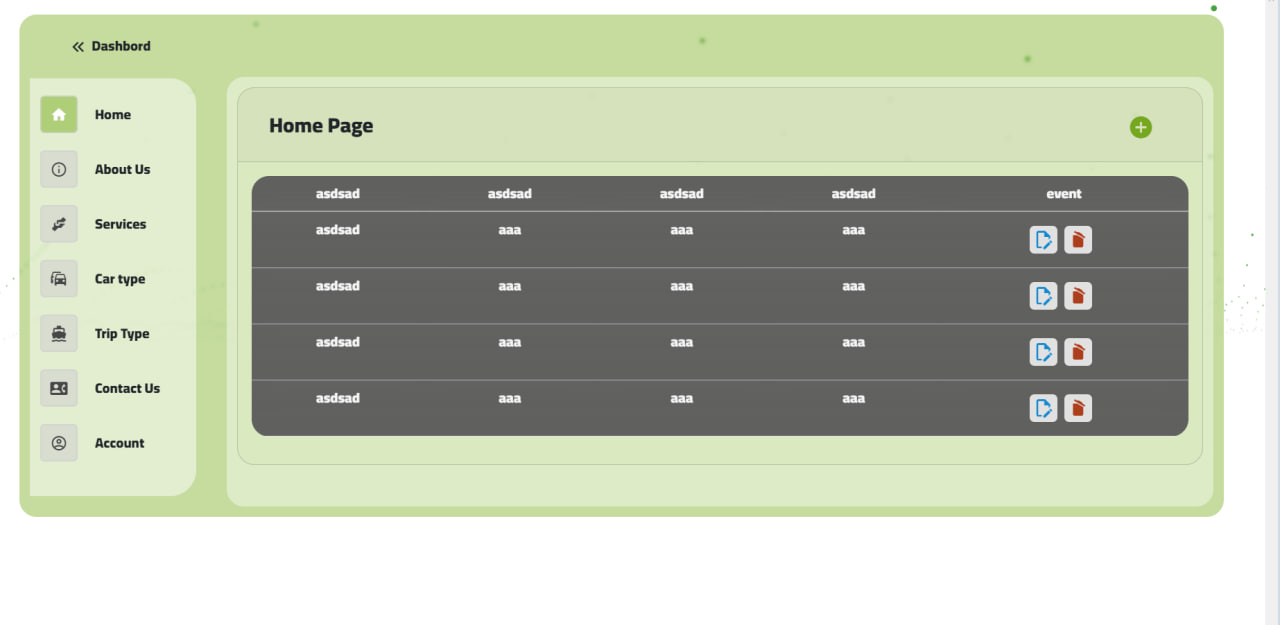 Dashbord
Home
About Us
Services
Car type
Trip Type
Contact Us
Account
Home Page
asdsad asdsad asdsad asdsad event
asdsad aaa aaa aaa
asdsad aaa aaa aaa
asdsad aaa aaa aaa
asdsad aaa aaa aaa